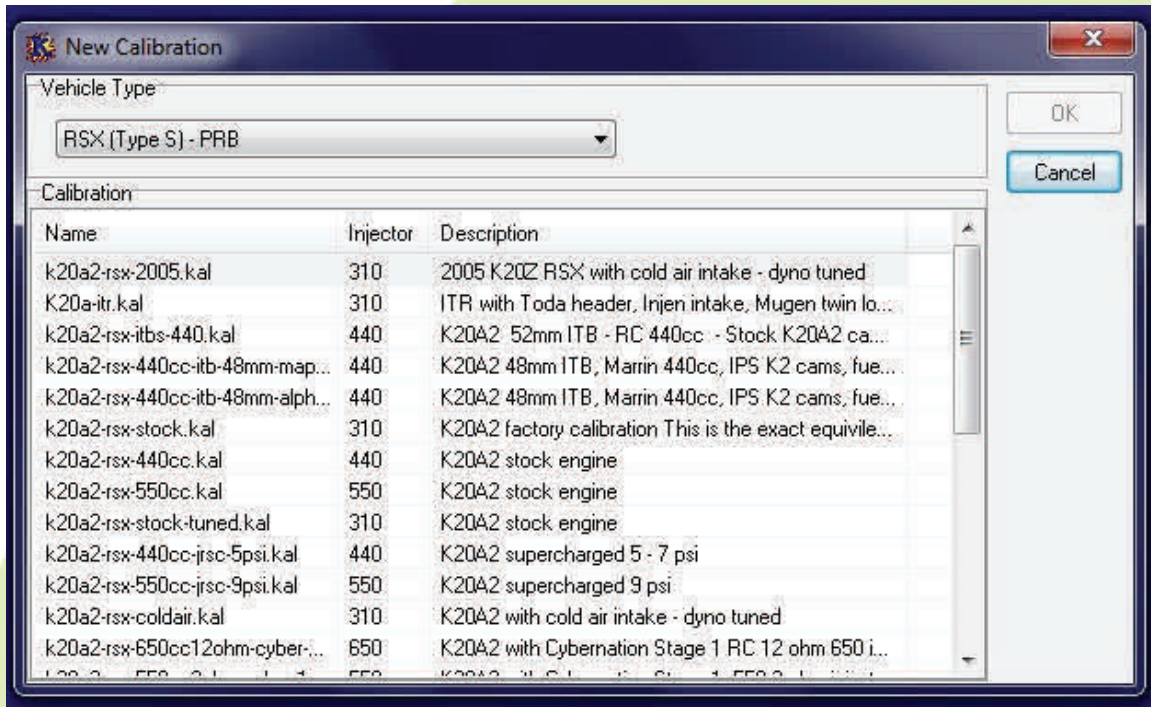 New Calibration
Vehicle Type
RSX (Type S) - PRB
OK
Cancel
Calibration
Name Injector Description
k20a2-rsx-2005.kal 310 2005 K20Z RSX with cold air intake - dyno tuned
K20a-itr.kal 310 ITR with Toda header, Injen intake, Mugen twin lo...
k20a2-rsx-itbs-440.kal 440 K20A2 52mm ITB - RC 440cc - Stock K20A2 ca...
k20a2-rsx-440cc-itb-48mm-map... 440 K20A2 48mm ITB, Marrin 440cc, IPS K2 cams, fue...
k20a2-rsx-440cc-itb-48mm-alph... 440 K20A2 48mm ITB, Marrin 440cc, IPS K2 cams, fue...
k20a2-rsx-stock.kal 310 K20A2 factory calibration This is the exact equivile...
k20a2-rsx-440cc.kal 440 K20A2 stock engine
k20a2-rsx-550cc.kal 550 K20A2 stock engine
k20a2-rsx-stock-tuned.kal 310 K20A2 stock engine
k20a2-rsx-440cc-jrsc-5psi.kal 440 K20A2 supercharged 5 - 7 psi
k20a2-rsx-550cc-jrsc-9psi.kal 550 K20A2 supercharged 9 psi
k20a2-rsx-coldair.kal 310 K20A2 with cold air intake - dyno tuned
k20a2-rsx-650cc12ohm-cyber-... 650 K20A2 with Cybernation Stage 1 RC 12 ohm 650 i...